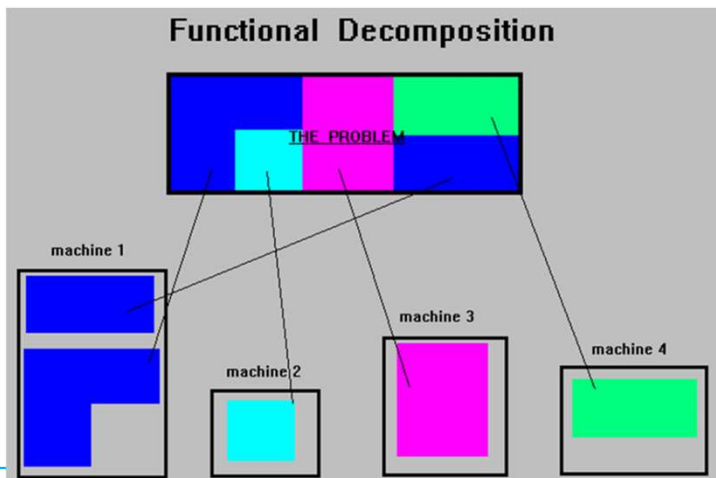 Functional Decomposition
THE PROBLEM
machine 1
machine 2
machine 3
machine 4